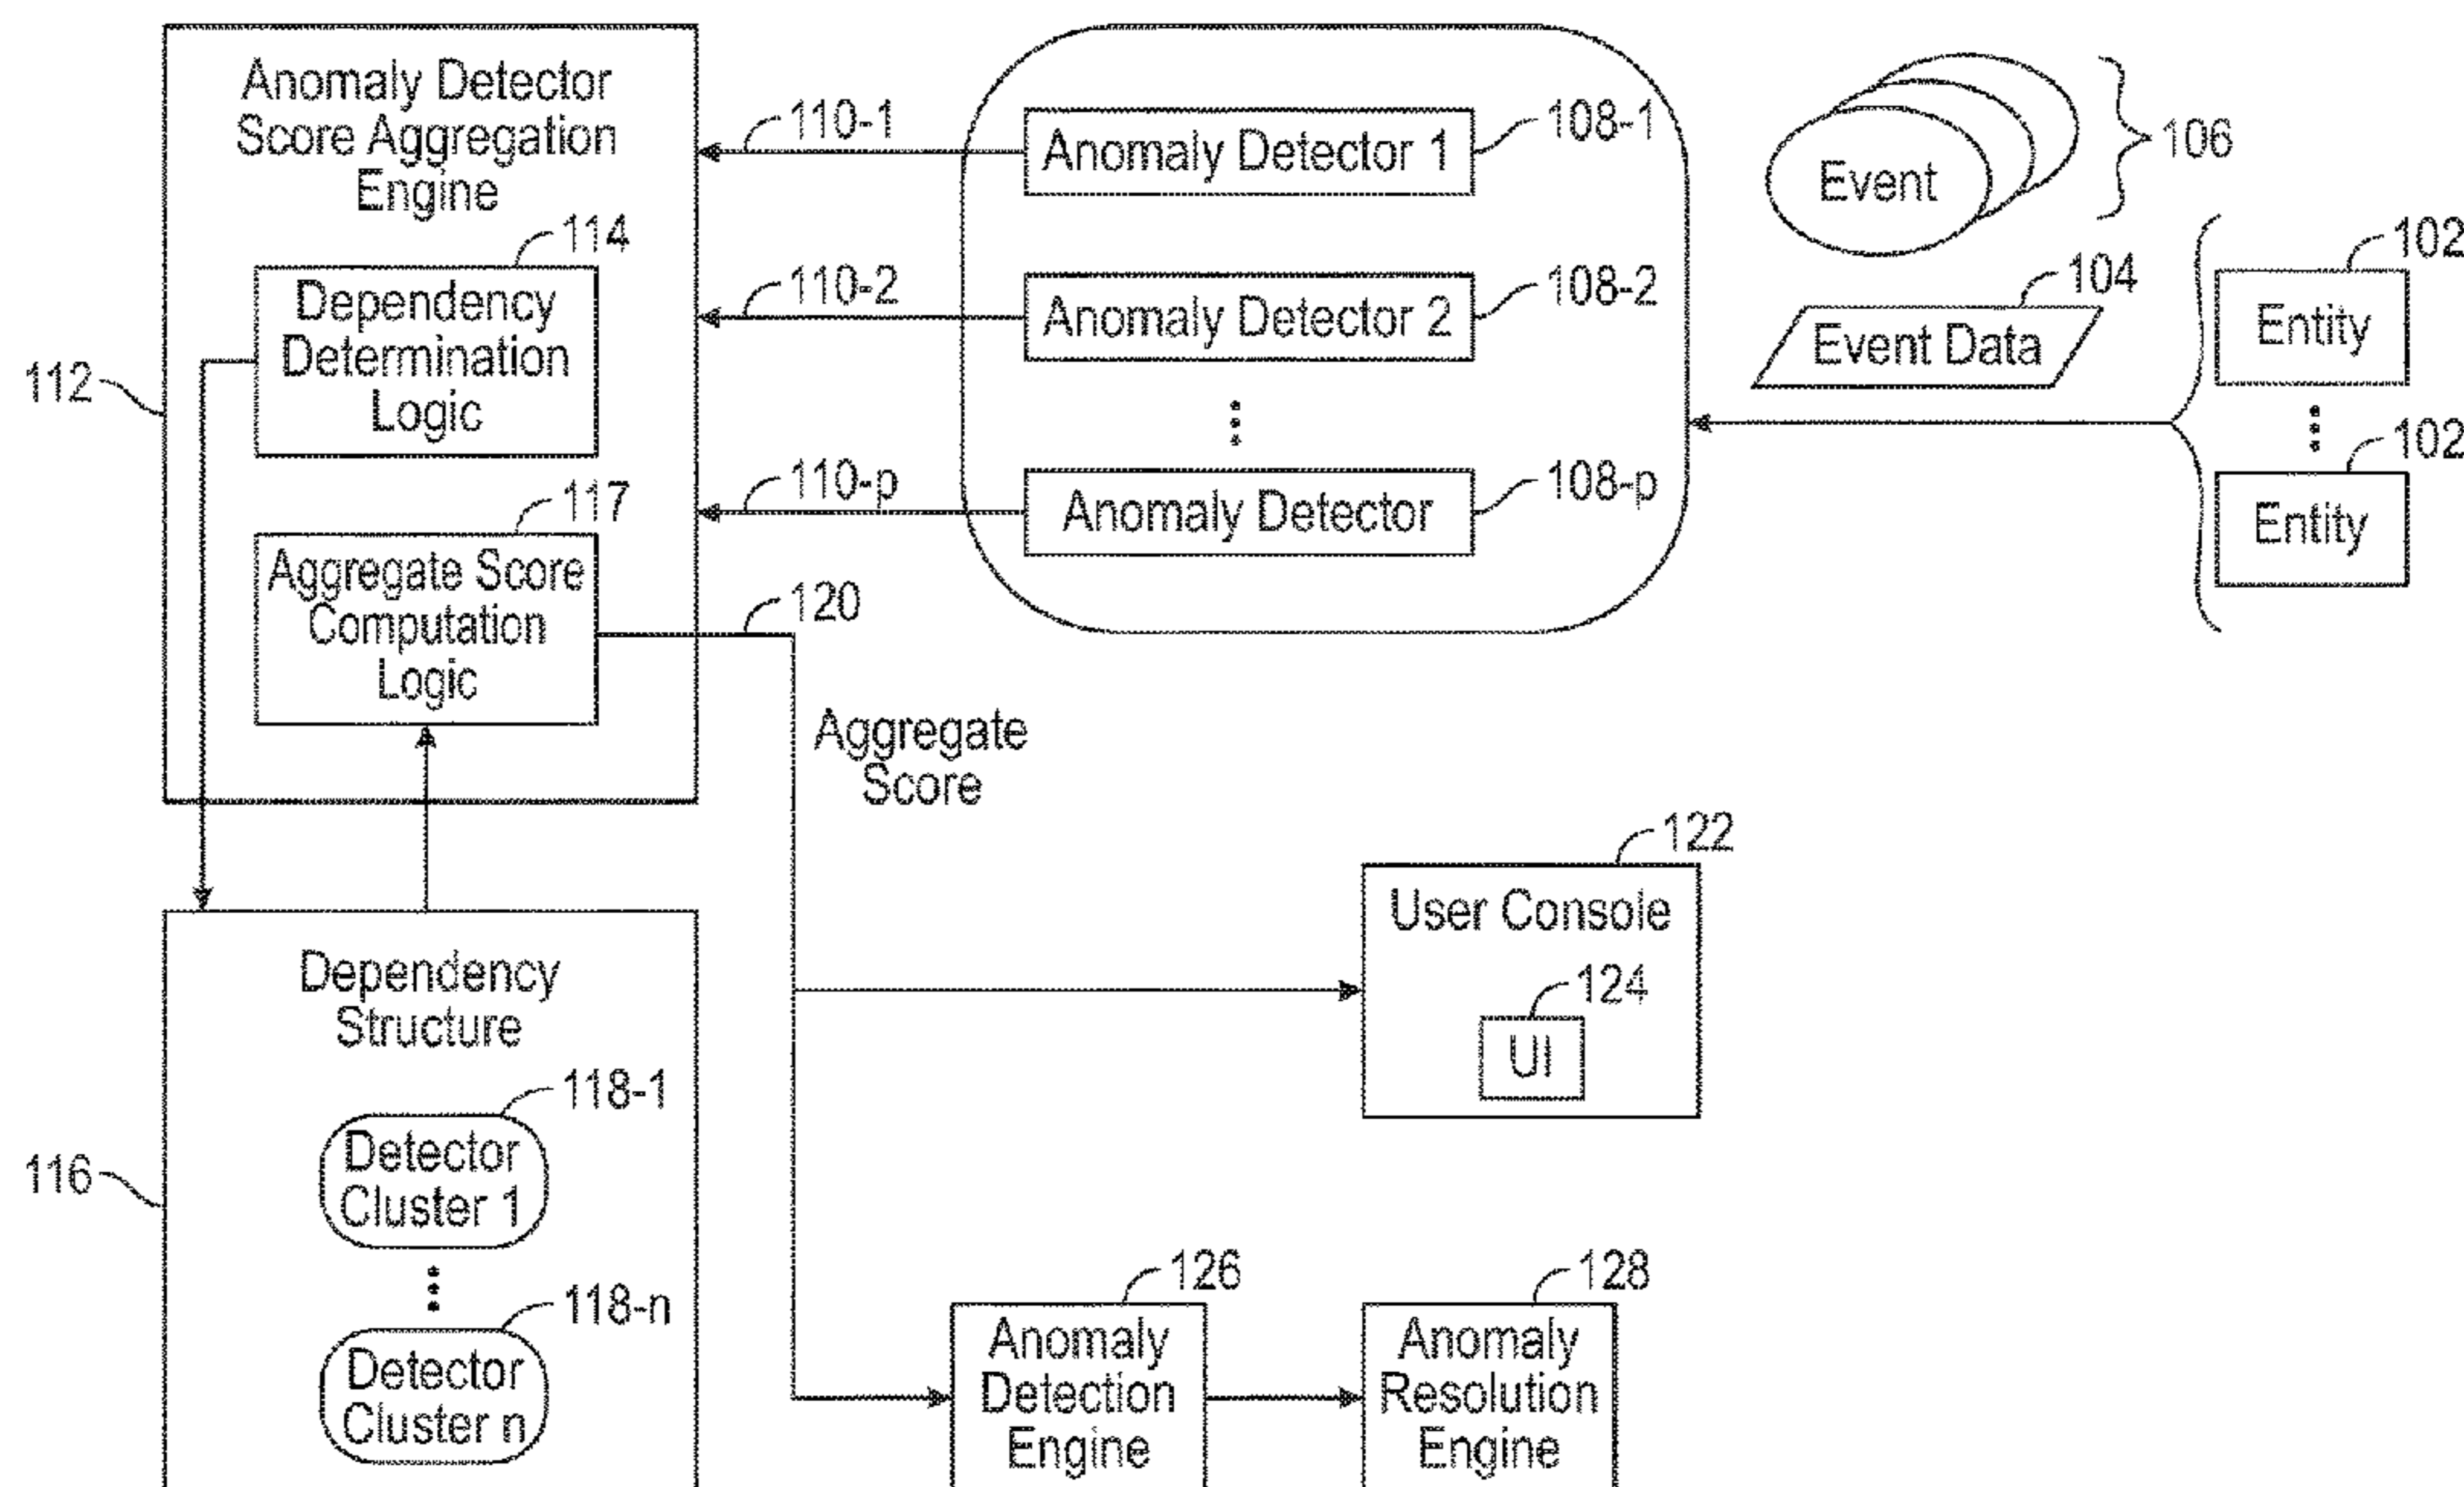 Anomaly Detector
Score Aggregation
Engine
114
Dependency
Determination
Logic
112
117
Aggregate Score
Computation
Logic
110-1
110-2
110-p
120
Aggregate
Score
Anomaly Detector 1
108-1
Anomaly Detector 2
108-2
Anomaly Detector
108-p
Event
106
104
Event Data
102
Entity
102
Entity
Dependency
Structure
116
118-1
Detector
Cluster 1
118-n
Detector
Cluster n
122
User Console
124
UI
126
Anomaly
Detection
Engine
128
Anomaly
Resolution
Engine